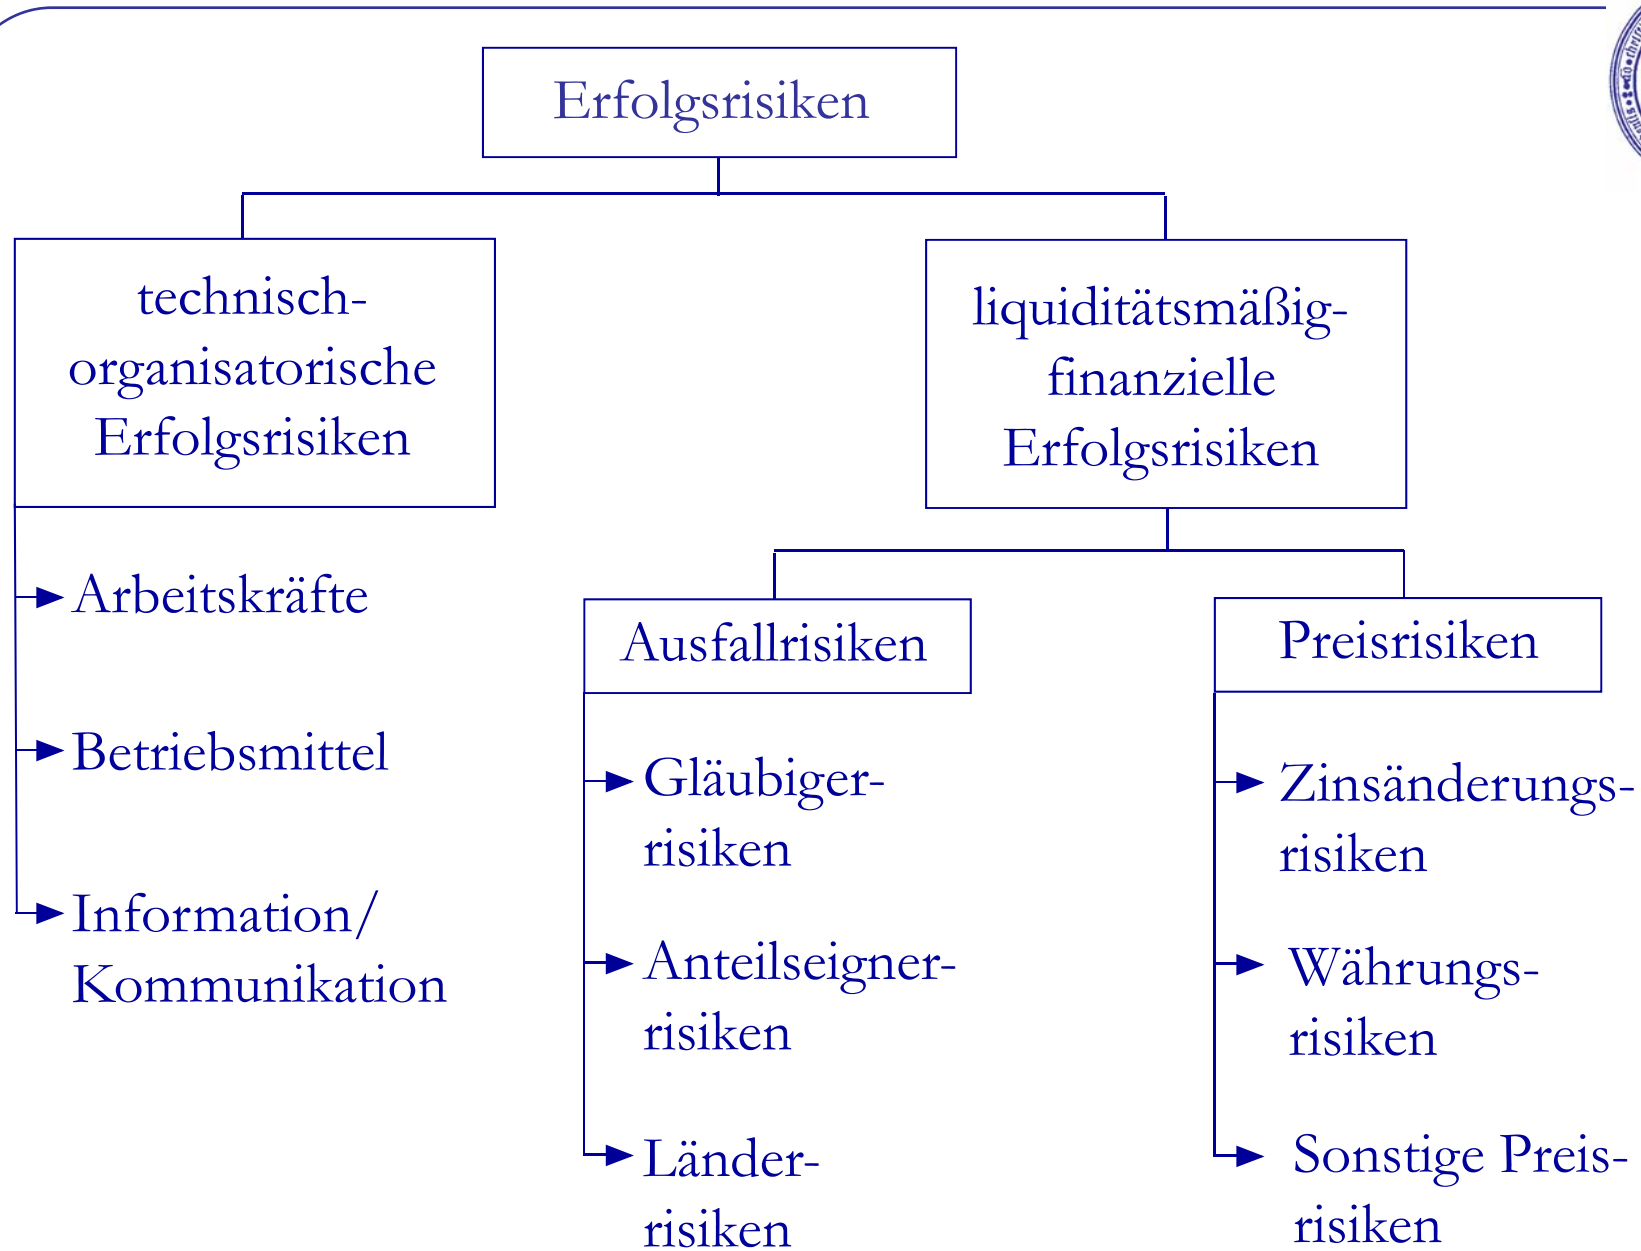 Erfolgsrisiken
technisch-
organisatorische
Erfolgsrisiken
liquiditätsmäßig-
finanzielle
Erfolgsrisiken
Arbeitskräfte
Betriebsmittel
Information/
Kommunikation
Ausfallrisiken
Gläubiger-
risiken
Anteilseigner-
risiken
Länder-
risiken
Preisrisiken
Zinsänderungs-
risiken
Währungs-
risiken
Sonstige Preis-
risiken